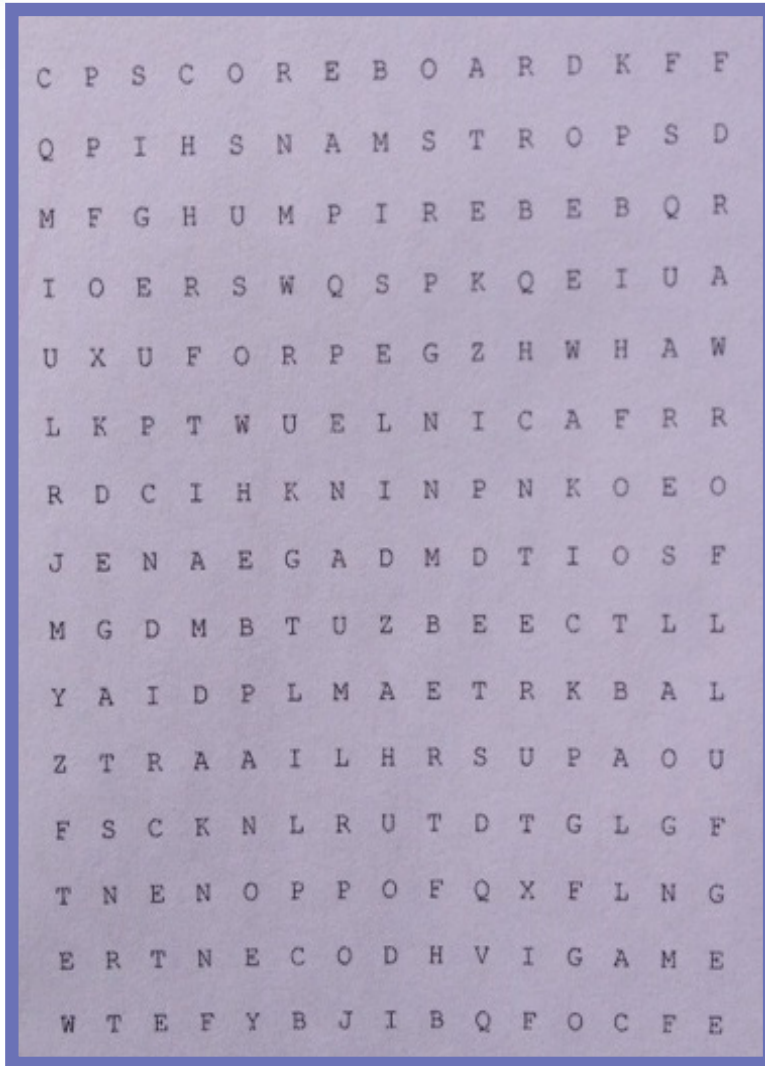 C P S C O R E B O A R D K F F
Q P I H S N A M S T R O P S D
M F G H U M P I R E B E B Q R
I O E R S W Q S P K Q E I U A
U X U F O R P E G Z H W H A W
L K P T W U E L N I C A F R R
R D C I H K N I N P N K O E O
J E N A E G A D M D T I O S F
M G D M B T U Z B E E C T L L
Y A I D P L M A E T R K B A L
Z T R A A I L H R S U P A O U
F S C K N L R U T D T G L G F
T N E N O P P O F Q X F L N G
E R T N E C O D H V I G A M E
W T E F Y B J I B Q F O C F E